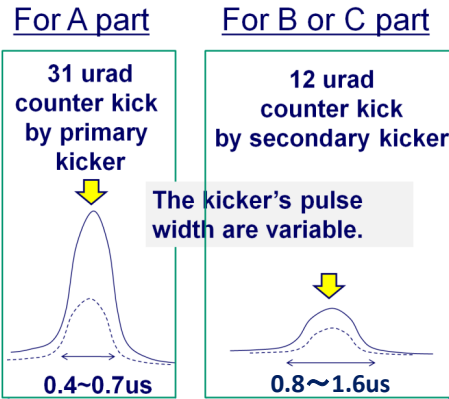 For A part
For B or C part
31 urad
counter kick
by primary
kicker
12 urad
counter kick
by secondary kicker
The kicker's pulse
width are variable.
0.4~0.7us
0.8～1.6us